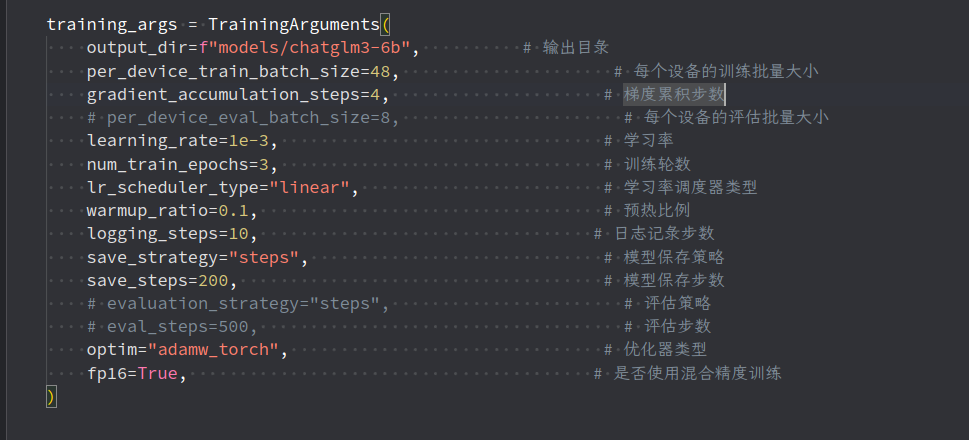 training_args = TrainingArguments(
output_dir=f"models/chatglm3-6b", # 输出目录
per_device_train_batch_size=48, # 每个设备的训练批量大小
gradient_accumulation_steps=4, # 梯度累积步数
# per_device_eval_batch_size=8, # 每个设备的评估批量大小
learning_rate=1e-3, # 学习率
num_train_epochs=3, # 训练轮数
lr_scheduler_type="linear", # 学习率调度器类型
warmup_ratio=0.1, # 预热比例
logging_steps=10, # 日志记录步数
save_strategy="steps", # 模型保存策略
save_steps=200, # 模型保存步数
# evaluation_strategy="steps", # 评估策略
# eval_steps=500, # 评估步数
optim="adamw_torch", # 优化器类型
fp16=True, # 是否使用混合精度训练
)